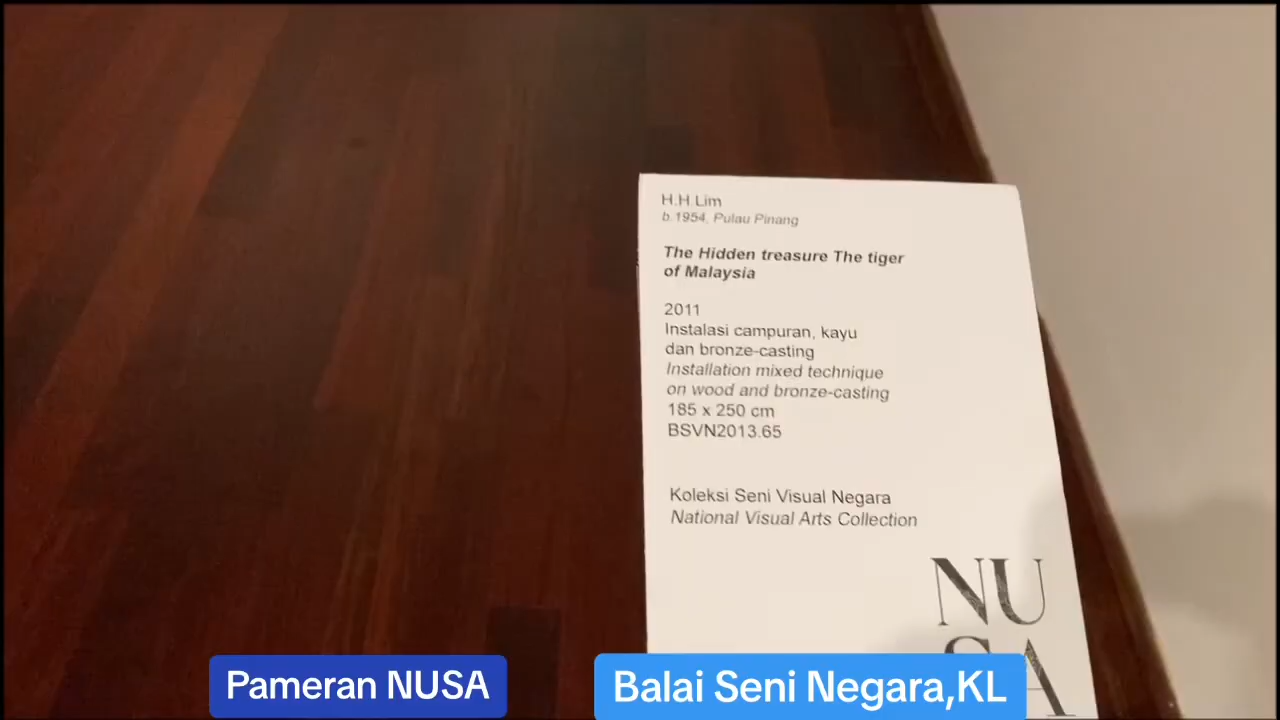 H.H Lim
b.1954, Pulau Pinang
The Hidden treasure The tiger
of Malaysia
2011
Instalasi campuran, kayu
dan bronze-casting
Installation mixed technique
on wood and bronze-casting
185 x 250 cm
BSVN2013.65
Koleksi Seni Visual Negara
National Visual Arts Collection
NU
SA
Pameran NUSA
Balai Seni Negara,KL